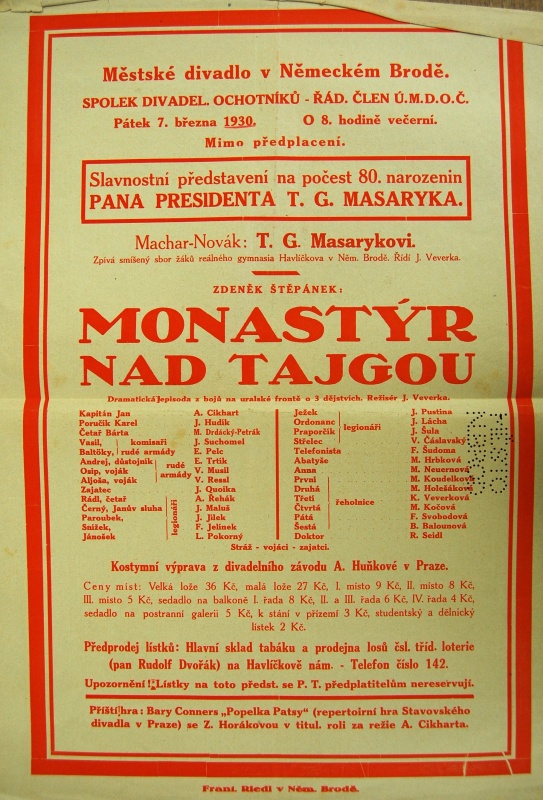 Městské divadlo v Německém Brodě.
SPOLEK DIVADEL. OCHOTNÍKŮ - ŘÁD. ČLEN Ú.M.D.O.Č.
Pátek 7. března 1930. O 8. hodině večerní.
Mimo předplacení.
Slavnostní představení na počest 80. narozenin
PANA PRESIDENTA T. G. MASARYKA.
Machar-Novák: T. G. Masarykovi.
Zpívá smíšený sbor žáků reálného gymnasia Havlíčkova v Něm. Brodě. Řídí J. Veverka.
ZDENĚK ŠTĚPÁNEK:
MONASTÝR
NAD TAJGOU
Dramatická episoda z bojů na uralské frontě o 3 dějstvích. Režisér J. Veverka.
Kapitán Jan A. Cikhart
Poručík Karel J. Hudík
Četař Bárta M. Drdácký-Petrák
Vasil, komisaři J. Suchomel
Baltöky, rudé armády E. Pelc
Andrej, důstojník rudé armády E. Trtík
Osip, voják V. Musil
Aljoša, voják V. Ressl
Zajatec J. Quoika
Rádl, četař legionáři A. Řehák
Černý, Janův sluha J. Maluš
Paroubek, J. Jílek
Snížek, F. Jelinek
Jánošek L. Pokorný
Ježek legionáři J. Pustina
Ordonanc J. Lácha
Praporčík J. Šula
Střelec V. Čáslavský
Telefonista F. Šudoma
Abatyše M. Hrbková
Anna M. Neuernová
První řeholnice M. Koudelková
Druhá M. Holešáková
Třetí K. Veverková
Čtvrtá M. Kočová
Pátá F. Svobodová
Šestá B. Balounová
Doktor R. Seidl
Stráž - vojáci - zajatci.
Kostymní výprava z divadelního závodu A. Huňkové v Praze.
Ceny míst: Velká lože 36 Kč, malá lože 27 Kč, I. místo 9 Kč, II. místo 8 Kč,
III. místo 5 Kč, sedadlo na balkoně I. řada 8 Kč, II. a III. řada 6 Kč, IV. řada 4 Kč,
sedadlo na postranní galerii 5 Kč, k stání v přízemí 3 Kč, studentský a dělnický
lístek 2 Kč.
Předprodej lístků: Hlavní sklad tabáku a prodejna losů čsl. tříd. loterie
(pan Rudolf Dvořák) na Havlíčkově nám. - Telefon číslo 142.
Upozornění! Lístky na toto předst. se P. T. předplatitelům nereservují.
Příští hra: Bary Conners „Popelka Patsy“ (repertoirní hra Stavovského
divadla v Praze) se Z. Horákovou v titul. roli za režie A. Cikharta.
Frant. Riedl v Něm. Brodě.